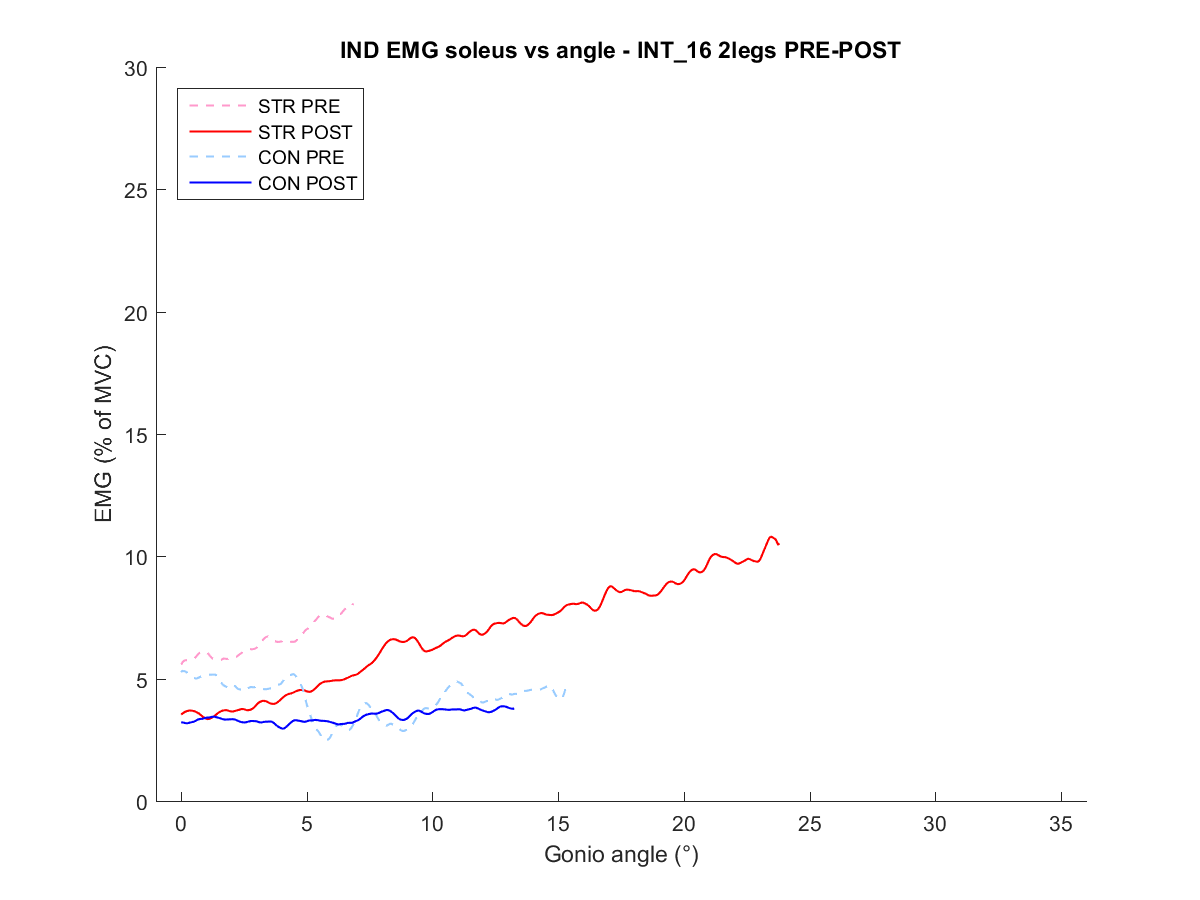 IND EMG soleus vs angle - INT_16 2legs PRE-POST
30
25
20
15
10
5
0
STR PRE
STR POST
CON PRE
CON POST
EMG (% of MVC)
0 5 10 15 20 25 30 35
Gonio angle (°)